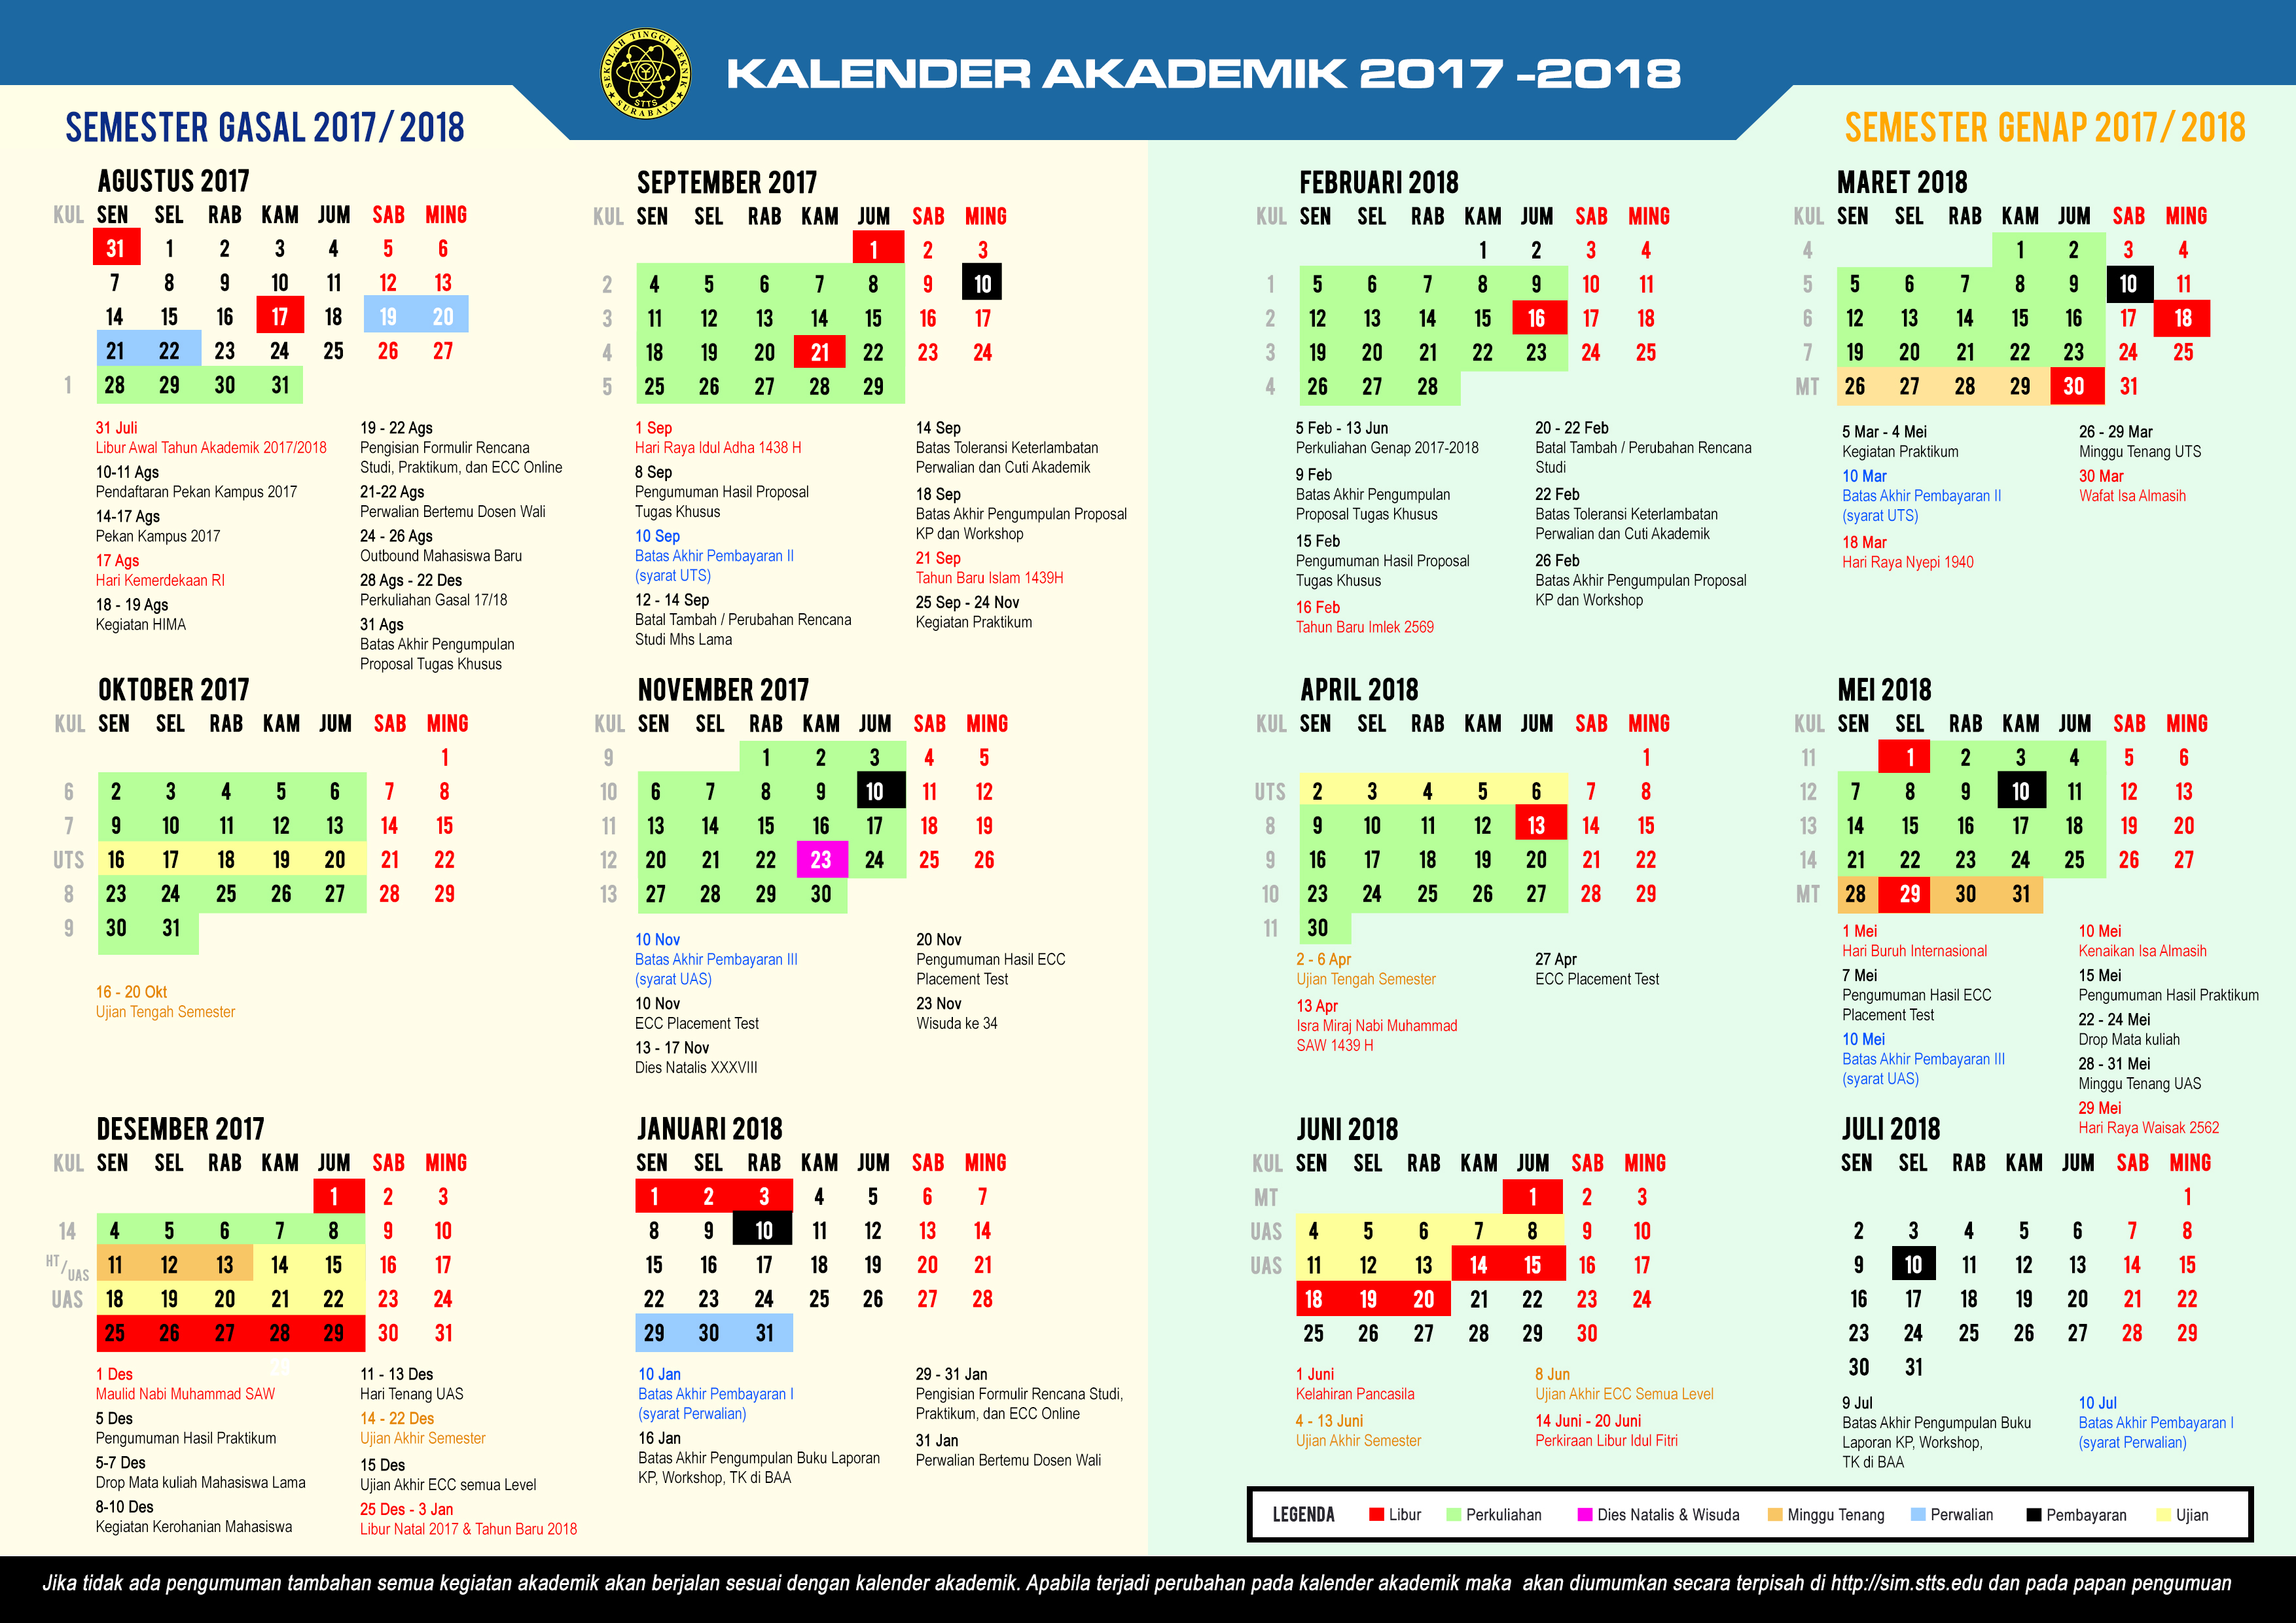 SEKOLAH TINGGI TEKNIK
STTS
SURABAYA
KALENDER AKADEMIK 2017 -2018
SEMESTER GASAL 2017/ 2018
SEMESTER GENAP 2017/ 2018
AGUSTUS 2017
KUL SEN SEL RAB KAM JUM SAB MING
31 1 2 3 4 5 6
7 8 9 10 11 12 13
14 15 16 17 18 19 20
21 22 23 24 25 26 27
1 28 29 30 31
31 Juli
Libur Awal Tahun Akademik 2017/2018
10-11 Ags
Pendaftaran Pekan Kampus 2017
14-17 Ags
Pekan Kampus 2017
17 Ags
Hari Kemerdekaan RI
18 - 19 Ags
Kegiatan HIMA
19 - 22 Ags
Pengisian Formulir Rencana
Studi, Praktikum, dan ECC Online
21-22 Ags
Perwalian Bertemu Dosen Wali
24 - 26 Ags
Outbound Mahasiswa Baru
28 Ags - 22 Des
Perkuliahan Gasal 17/18
31 Ags
Batas Akhir Pengumpulan
Proposal Tugas Khusus
SEPTEMBER 2017
KUL SEN SEL RAB KAM JUM SAB MING
1 2 3
2 4 5 6 7 8 9 10
3 11 12 13 14 15 16 17
4 18 19 20 21 22 23 24
5 25 26 27 28 29
1 Sep
Hari Raya Idul Adha 1438 H
8 Sep
Pengumuman Hasil Proposal
Tugas Khusus
10 Sep
Batas Akhir Pembayaran II
(syarat UTS)
12 - 14 Sep
Batal Tambah / Perubahan Rencana
Studi Mhs Lama
14 Sep
Batas Toleransi Keterlambatan
Perwalian dan Cuti Akademik
18 Sep
Batas Akhir Pengumpulan Proposal
KP dan Workshop
21 Sep
Tahun Baru Islam 1439H
25 Sep - 24 Nov
Kegiatan Praktikum
OKTOBER 2017
KUL SEN SEL RAB KAM JUM SAB MING
1
6 2 3 4 5 6 7 8
7 9 10 11 12 13 14 15
UTS 16 17 18 19 20 21 22
8 23 24 25 26 27 28 29
9 30 31
16 - 20 Okt
Ujian Tengah Semester
NOVEMBER 2017
KUL SEN SEL RAB KAM JUM SAB MING
9 1 2 3 4 5
10 6 7 8 9 10 11 12
11 13 14 15 16 17 18 19
12 20 21 22 23 24 25 26
13 27 28 29 30
10 Nov
Batas Akhir Pembayaran III
(syarat UAS)
10 Nov
ECC Placement Test
13 - 17 Nov
Dies Natalis XXXVIII
20 Nov
Pengumuman Hasil ECC
Placement Test
23 Nov
Wisuda ke 34
DESEMBER 2017
KUL SEN SEL RAB KAM JUM SAB MING
1 2 3
14 4 5 6 7 8 9 10
HT/UAS 11 12 13 14 15 16 17
UAS 18 19 20 21 22 23 24
25 26 27 28 29 30 31
1 Des
Maulid Nabi Muhammad SAW
5 Des
Pengumuman Hasil Praktikum
5-7 Des
Drop Mata kuliah Mahasiswa Lama
8-10 Des
Kegiatan Kerohanian Mahasiswa
11 - 13 Des
Hari Tenang UAS
14 - 22 Des
Ujian Akhir Semester
15 Des
Ujian Akhir ECC semua Level
25 Des - 3 Jan
Libur Natal 2017 & Tahun Baru 2018
JANUARI 2018
SEN SEL RAB KAM JUM SAB MING
1 2 3 4 5 6 7
8 9 10 11 12 13 14
15 16 17 18 19 20 21
22 23 24 25 26 27 28
29 30 31
10 Jan
Batas Akhir Pembayaran I
(syarat Perwalian)
16 Jan
Batas Akhir Pengumpulan Buku Laporan
KP, Workshop, TK di BAA
29 - 31 Jan
Pengisian Formulir Rencana Studi,
Praktikum, dan ECC Online
31 Jan
Perwalian Bertemu Dosen Wali
FEBRUARI 2018
KUL SEN SEL RAB KAM JUM SAB MING
1 2 3 4
1 5 6 7 8 9 10 11
2 12 13 14 15 16 17 18
3 19 20 21 22 23 24 25
4 26 27 28
5 Feb - 13 Jun
Perkuliahan Genap 2017-2018
9 Feb
Batas Akhir Pengumpulan
Proposal Tugas Khusus
15 Feb
Pengumuman Hasil Proposal
Tugas Khusus
16 Feb
Tahun Baru Imlek 2569
20 - 22 Feb
Batal Tambah / Perubahan Rencana
Studi
22 Feb
Batas Toleransi Keterlambatan
Perwalian dan Cuti Akademik
26 Feb
Batas Akhir Pengumpulan Proposal
KP dan Workshop
MARET 2018
KUL SEN SEL RAB KAM JUM SAB MING
4 1 2 3 4
5 5 6 7 8 9 10 11
6 12 13 14 15 16 17 18
7 19 20 21 22 23 24 25
MT 26 27 28 29 30 31
5 Mar - 4 Mei
Kegiatan Praktikum
10 Mar
Batas Akhir Pembayaran II
(syarat UTS)
18 Mar
Hari Raya Nyepi 1940
26 - 29 Mar
Minggu Tenang UTS
30 Mar
Wafat Isa Almasih
APRIL 2018
KUL SEN SEL RAB KAM JUM SAB MING
1
UTS 2 3 4 5 6 7 8
8 9 10 11 12 13 14 15
9 16 17 18 19 20 21 22
10 23 24 25 26 27 28 29
11 30
2 - 6 Apr
Ujian Tengah Semester
13 Apr
Isra Miraj Nabi Muhammad
SAW 1439 H
27 Apr
ECC Placement Test
MEI 2018
KUL SEN SEL RAB KAM JUM SAB MING
11 1 2 3 4 5 6
12 7 8 9 10 11 12 13
13 14 15 16 17 18 19 20
14 21 22 23 24 25 26 27
MT 28 29 30 31
1 Mei
Hari Buruh Internasional
7 Mei
Pengumuman Hasil ECC
Placement Test
10 Mei
Batas Akhir Pembayaran III
(syarat UAS)
10 Mei
Kenaikan Isa Almasih
15 Mei
Pengumuman Hasil Praktikum
22 - 24 Mei
Drop Mata kuliah
28 - 31 Mei
Minggu Tenang UAS
29 Mei
Hari Raya Waisak 2562
JUNI 2018
KUL SEN SEL RAB KAM JUM SAB MING
MT 1 2 3
UAS 4 5 6 7 8 9 10
UAS 11 12 13 14 15 16 17
18 19 20 21 22 23 24
25 26 27 28 29 30
1 Juni
Kelahiran Pancasila
4 - 13 Juni
Ujian Akhir Semester
8 Jun
Ujian Akhir ECC Semua Level
14 Juni - 20 Juni
Perkiraan Libur Idul Fitri
JULI 2018
SEN SEL RAB KAM JUM SAB MING
1
2 3 4 5 6 7 8
9 10 11 12 13 14 15
16 17 18 19 20 21 22
23 24 25 26 27 28 29
30 31
9 Jul
Batas Akhir Pengumpulan Buku
Laporan KP, Workshop,
TK di BAA
10 Jul
Batas Akhir Pembayaran I
(syarat Perwalian)
LEGENDA Libur Perkuliahan Dies Natalis & Wisuda Minggu Tenang Perwalian Pembayaran Ujian
Jika tidak ada pengumuman tambahan semua kegiatan akademik akan berjalan sesuai dengan kalender akademik. Apabila terjadi perubahan pada kalender akademik maka akan diumumkan secara terpisah di http://sim.stts.edu dan pada papan pengumuan